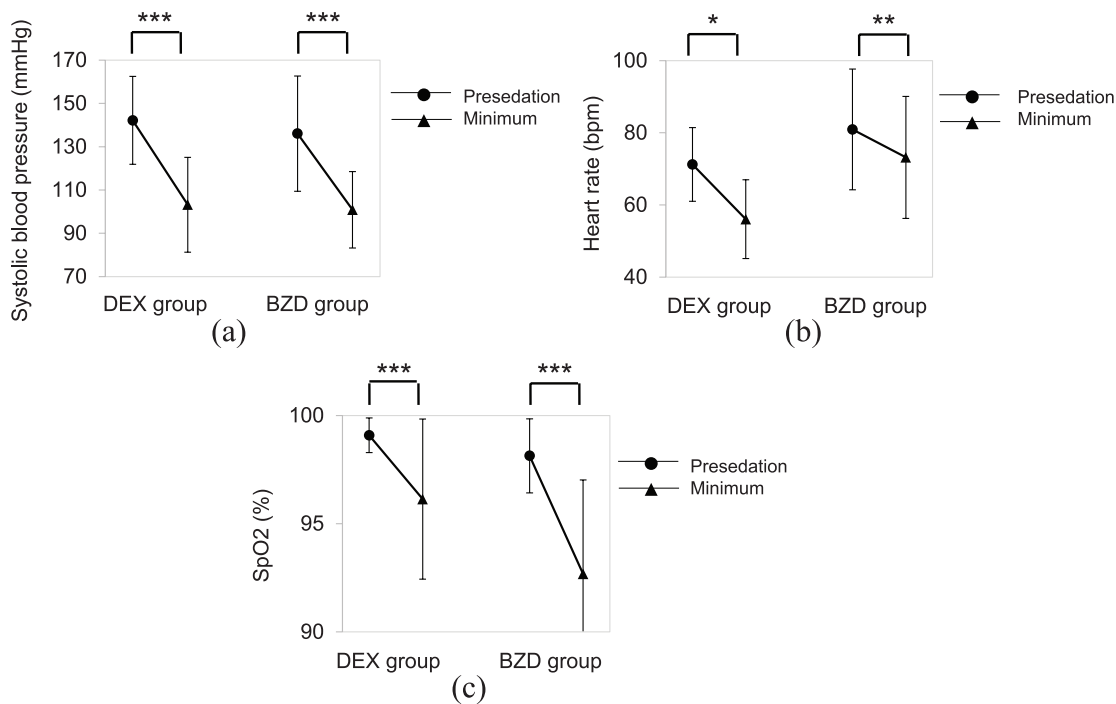 *** ***
Systolic blood pressure (mmHg)
170
150
130
110
90
70
DEX group BZD group
Presedation
Minimum
(a)
* **
Heart rate (bpm)
100
80
60
40
DEX group BZD group
Presedation
Minimum
(b)
*** ***
SpO2 (%)
100
95
90
DEX group BZD group
Presedation
Minimum
(c)